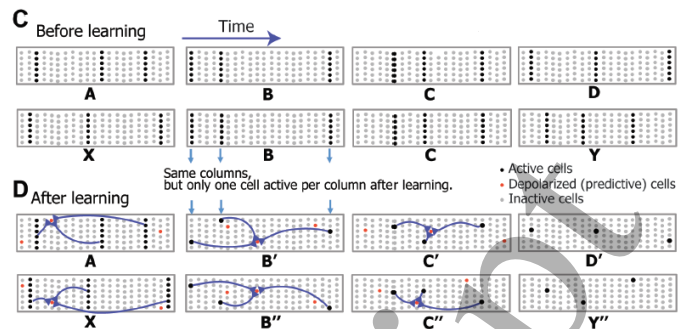 C
Before learning
Time
A B C D
X B C Y
Same columns,
but only one cell active per column after learning.
Active cells
Depolarized (predictive) cells
Inactive cells
D
After learning
A B′ C′ D′
X B″ C″ Y″